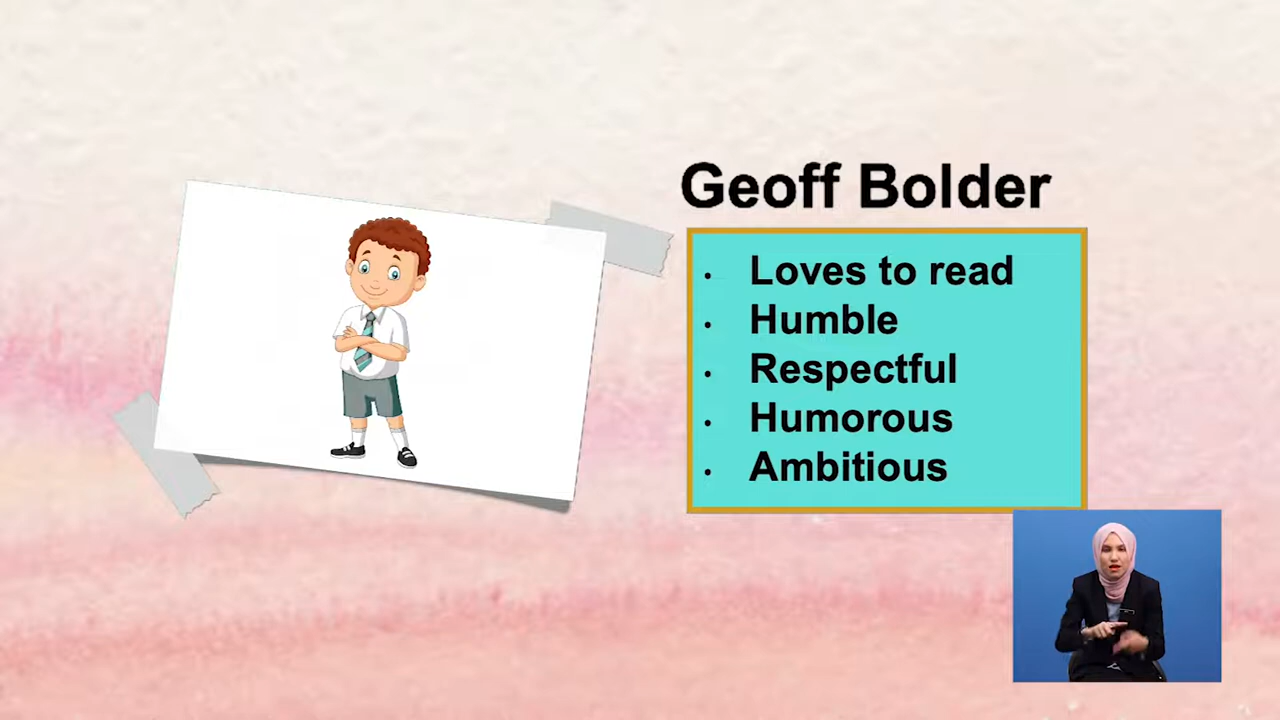 Geoff Bolder
• Loves to read
• Humble
• Respectful
• Humorous
• Ambitious